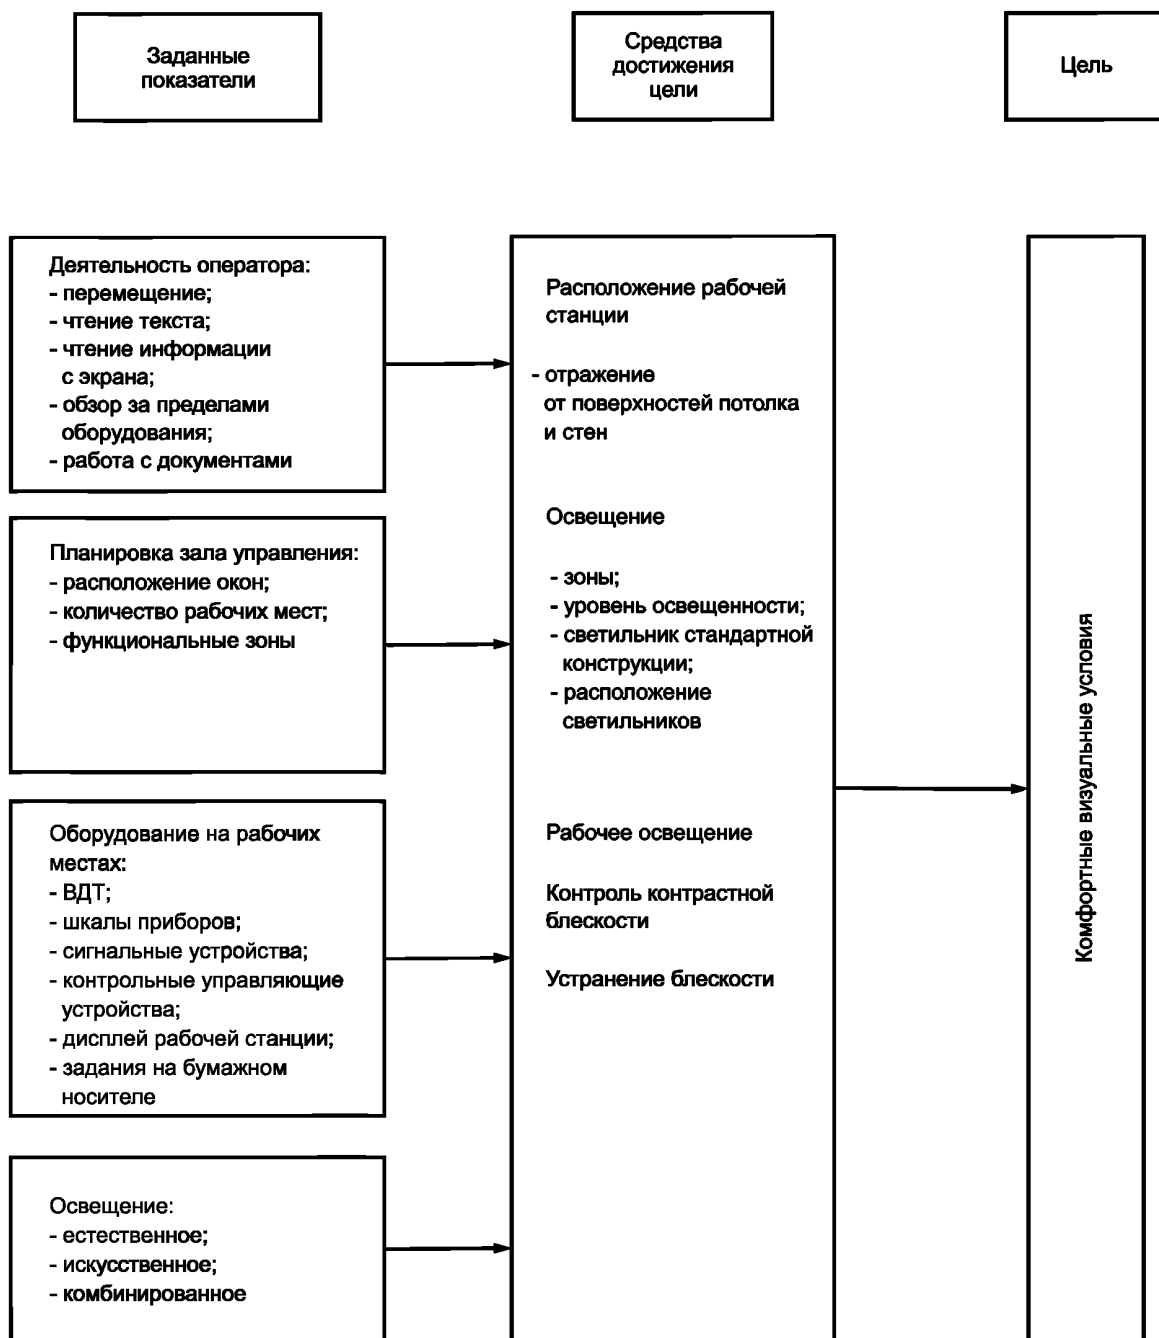 Заданные
показатели
Средства
достижения
цели
Цель
Деятельность оператора:
- перемещение;
- чтение текста;
- чтение информации
с экрана;
- обзор за пределами
оборудования;
- работа с документами
Планировка зала управления:
- расположение окон;
- количество рабочих мест;
- функциональные зоны
Оборудование на рабочих
местах:
- ВДТ;
- шкалы приборов;
- сигнальные устройства;
- контрольные управляющие
устройства;
- дисплей рабочей станции;
- задания на бумажном
носителе
Освещение:
- естественное;
- искусственное;
- комбинированное
Расположение рабочей
станции
- отражение
от поверхностей потолка
и стен
Освещение
- зоны;
- уровень освещенности;
- светильник стандартной
конструкции;
- расположение
светильников
Рабочее освещение
Контроль контрастной
блескости
Устранение блескости
Комфортные визуальные условия